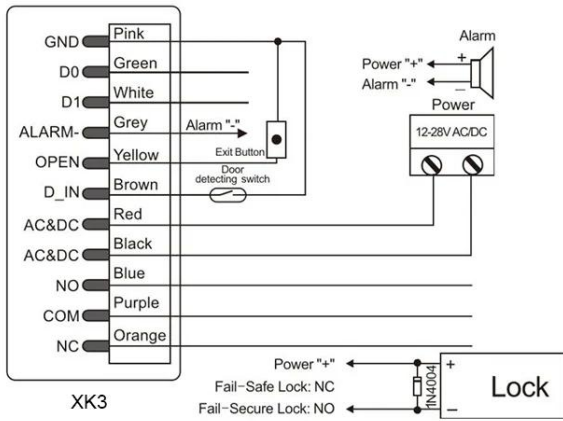 GND Pink
D0 Green
D1 White
ALARM- Grey Alarm "-"
OPEN Yellow Exit Button
D_IN Brown Door
detecting switch
AC&DC Red
AC&DC Black
NO Blue
COM Purple
NC Orange
XK3
Alarm
Power "+" +
Alarm "-" _
Power
12-28V AC/DC
Power "+" +
Fail-Safe Lock: NC
Fail-Secure Lock: NO −
1N4004
Lock